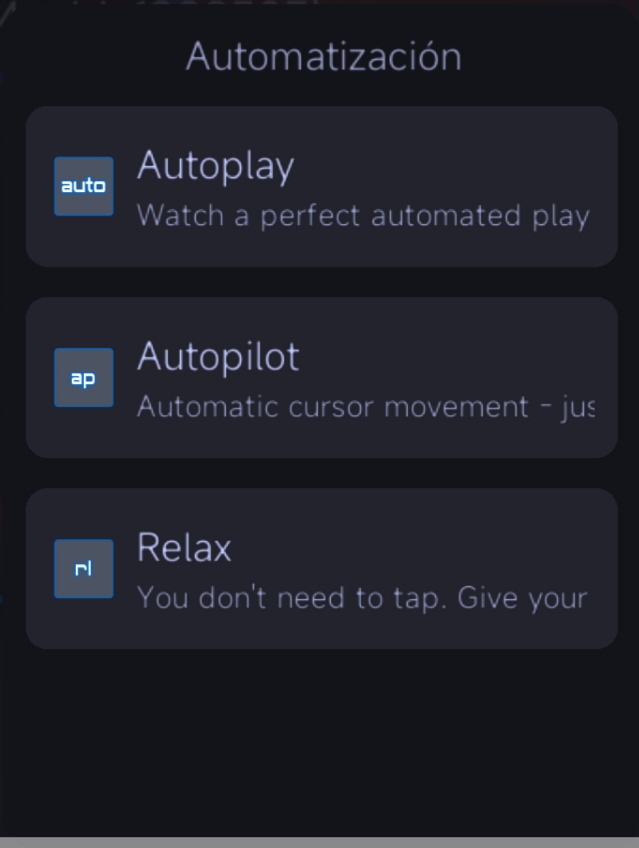 Automatización
auto
Autoplay
Watch a perfect automated play
ap
Autopilot
Automatic cursor movement - jus
rl
Relax
You don't need to tap. Give your